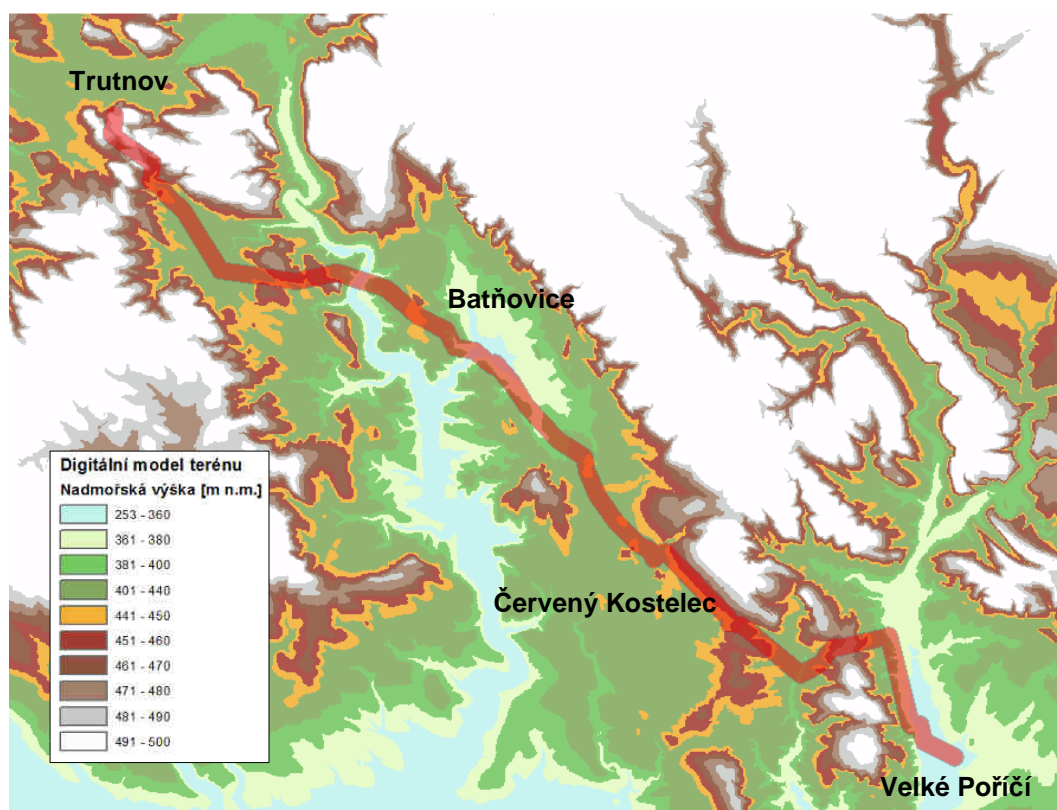 Trutnov
Batňovice
Digitální model terénu
Nadmořská výška [m n.m.]
253 - 360
361 - 380
381 - 400
401 - 440
441 - 450
451 - 460
461 - 470
471 - 480
481 - 490
491 - 500
Červený Kostelec
Velké Poříčí